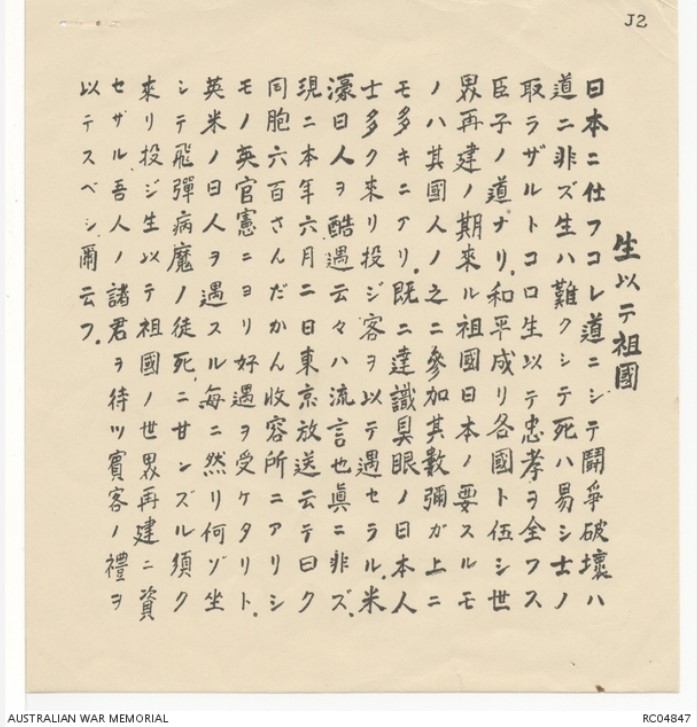 J2
生以テ祖國
日本ニ仕フコレ道ニシテ鬪爭破壞ハ
道ニ非ズ生ハ難クシテ死ハ易シ士ノ
取ラザルトコロ生以テ忠孝ヲ全フス
臣子ノ道ナリ.和平成リ各國ト伍シ世
界再建ノ期來ル祖國日本ノ要スルモ
ノハ其國人ノ之ニ參加其數彌ガ上ニ
モ多キニアリ.既ニ達識具眼ノ日本人
士多ク來リ投ジ客ヲ以テ遇セラル.米
濠日人ヲ酷遇云々ハ流言也眞ニ非ズ.
現ニ本年六月二日東京放送云テ曰ク
同胞六百さんだかん收容所ニアリシ
モノ英官憲ニヨリ好遇ヲ受ケタリト.
英米ノ日人ヲ遇スル每ニ然リ何ゾ坐
シテ飛彈病魔ノ徒死ニ甘ンズル須ク
來リ投ジ生以テ祖國ノ世界再建ニ資
セザル吾人ノ諸君ヲ待ツ賓客ノ禮ヲ
以テスベシ爾云フ.
AUSTRALIAN WAR MEMORIAL
RC04847